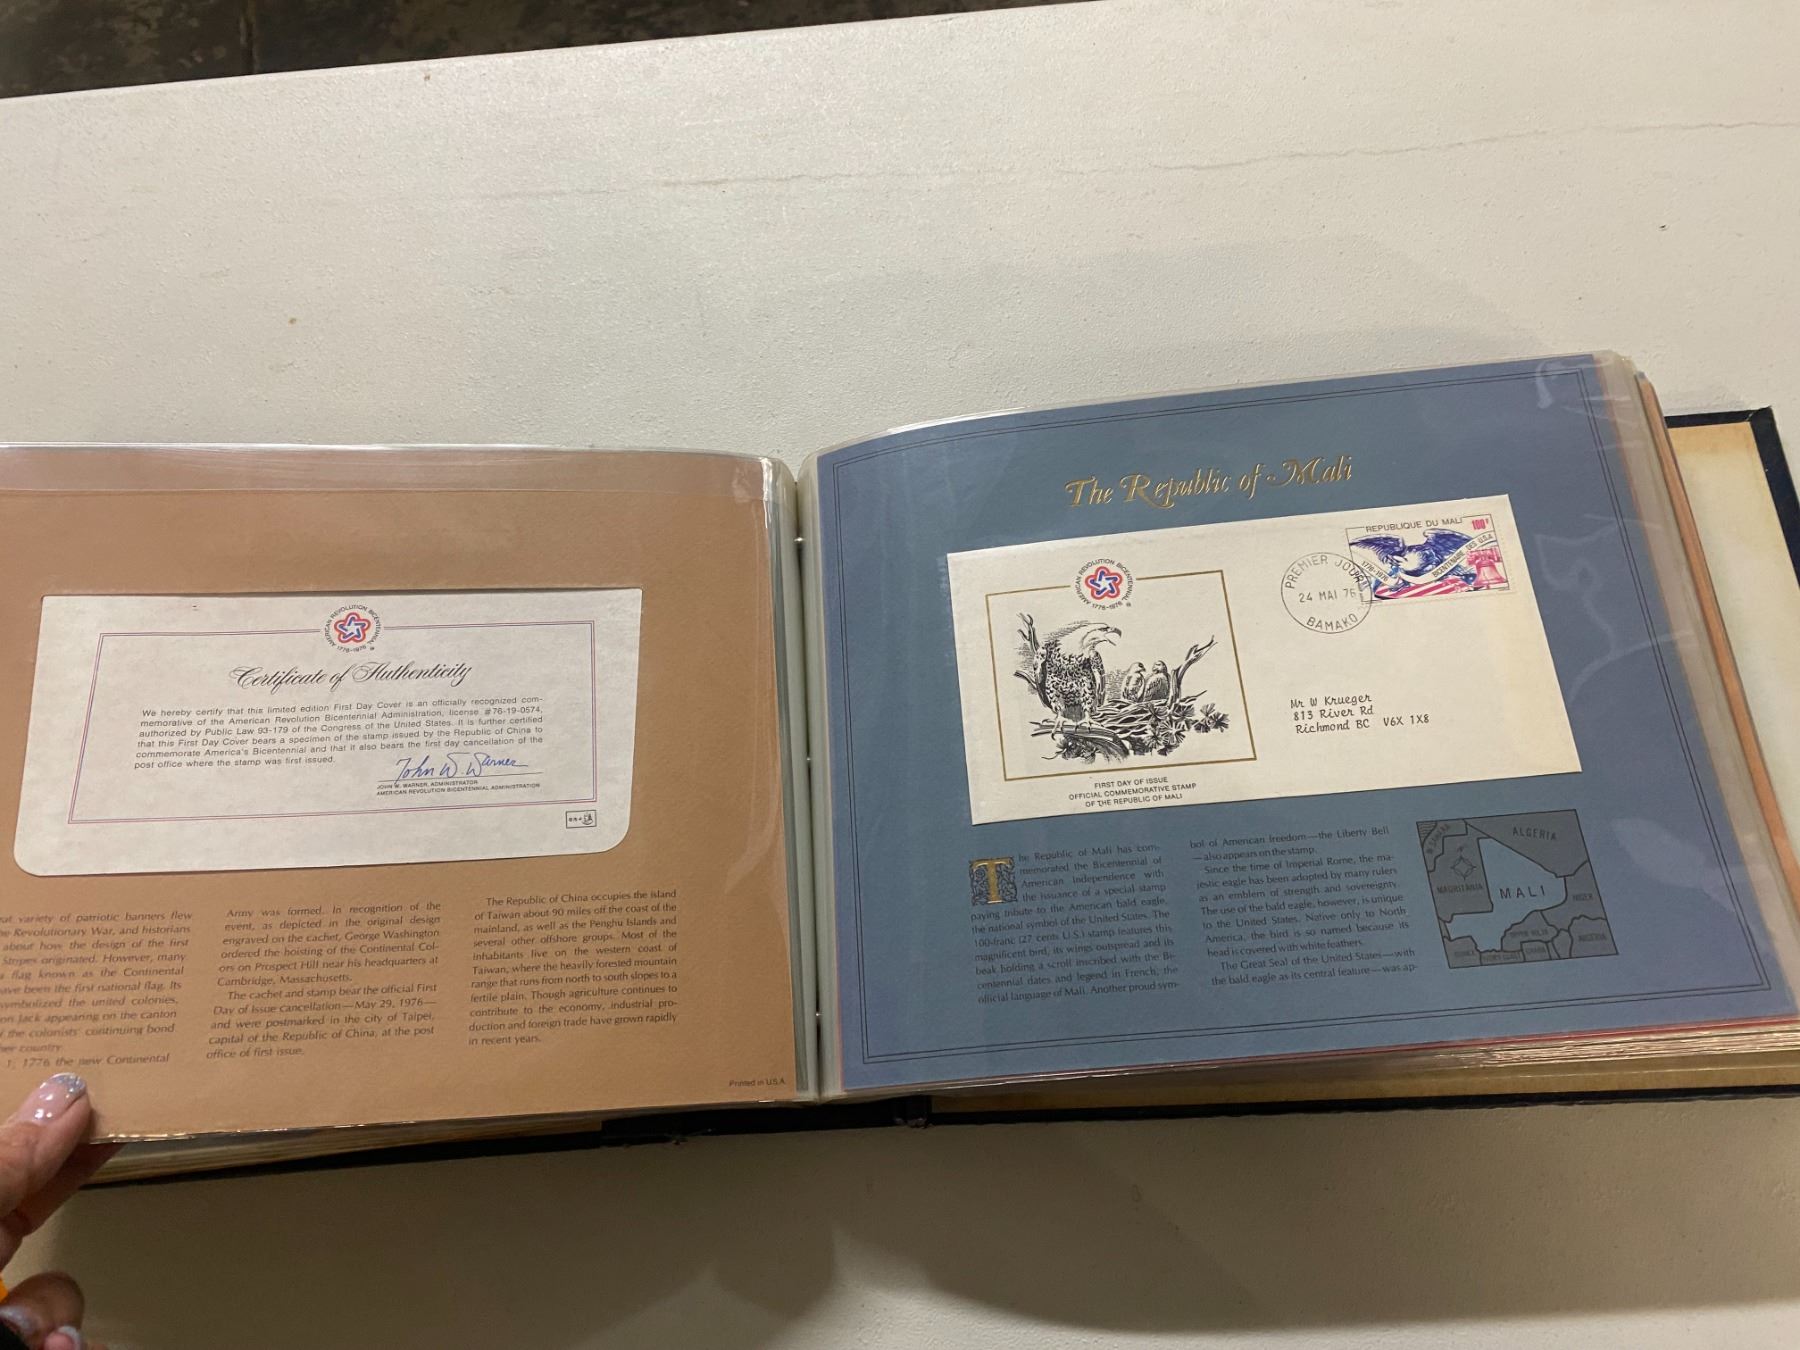 AMERICAN REVOLUTION BICENTENNIAL
1776-1976
Certificate of Authenticity
We hereby certify that this limited edition First Day Cover is an officially recognized com-
memorative of the American Revolution Bicentennial Administration, license #76-19-0574,
authorized by Public Law 93-179 of the Congress of the United States. It is further certified
that this First Day Cover bears a specimen of the stamp issued by the Republic of China to
commemorate America's Bicentennial and that it also bears the first day cancellation of the
post office where the stamp was first issued.
John W. Warner
JOHN W. WARNER, ADMINISTRATOR
AMERICAN REVOLUTION BICENTENNIAL ADMINISTRATION
variety of patriotic banners flew
Revolutionary War, and historians
about how the design of the first
Stripes originated. However, many
flag known as the Continental
been the first national flag. Its
symbolized the united colonies,
Jack appearing on the canton
the colonists' continuing bond
country.
1, 1776 the new Continental
Army was formed. In recognition of the
event, as depicted in the original design
engraved on the cachet, George Washington
ordered the hoisting of the Continental Col-
ors on Prospect Hill near his headquarters at
Cambridge, Massachusetts.
The cachet and stamp bear the official First
Day of Issue cancellation—May 29, 1976—
and were postmarked in the city of Taipei,
capital of the Republic of China, at the post
office of first issue.
The Republic of China occupies the island
of Taiwan about 90 miles off the coast of the
mainland, as well as the Penghu Islands and
several other offshore groups. Most of the
inhabitants live on the western coast of
Taiwan, where the heavily forested mountain
range that runs from north to south slopes to a
fertile plain. Though agriculture continues to
contribute to the economy, industrial pro-
duction and foreign trade have grown rapidly
in recent years.
Printed in U.S.A.
The Republic of Mali
AMERICAN REVOLUTION BICENTENNIAL
1776-1976
REPUBLIQUE DU MALI 100F
1776-1976 BICENTENAIRE DES U.S.A.
PREMIER JOUR
24 MAI 76
BAMAKO
Mr W Krueger
813 River Rd
Richmond BC V6X 1X8
FIRST DAY OF ISSUE
OFFICIAL COMMEMORATIVE STAMP
OF THE REPUBLIC OF MALI
The Republic of Mali has com-
memorated the Bicentennial of
American Independence with
the issuance of a special stamp
paying tribute to the American bald eagle,
the national symbol of the United States. The
100-franc (27 cents U.S.) stamp features this
magnificent bird, its wings outspread and its
beak holding a scroll inscribed with the Bi-
centennial dates and legend in French, the
official language of Mali. Another proud sym-
bol of American freedom—the Liberty Bell
—also appears on the stamp.
Since the time of Imperial Rome, the ma-
jestic eagle has been adopted by many rulers
as an emblem of strength and sovereignty.
The use of the bald eagle, however, is unique
to the United States. Native only to North
America, the bird is so named because its
head is covered with white feathers.
The Great Seal of the United States—with
the bald eagle as its central feature—was ap-
ALGERIA
MAURITANIA
MALI
NIGER
UPPER VOLTA
NIGERIA
GUINEA
IVORY COAST
GHANA